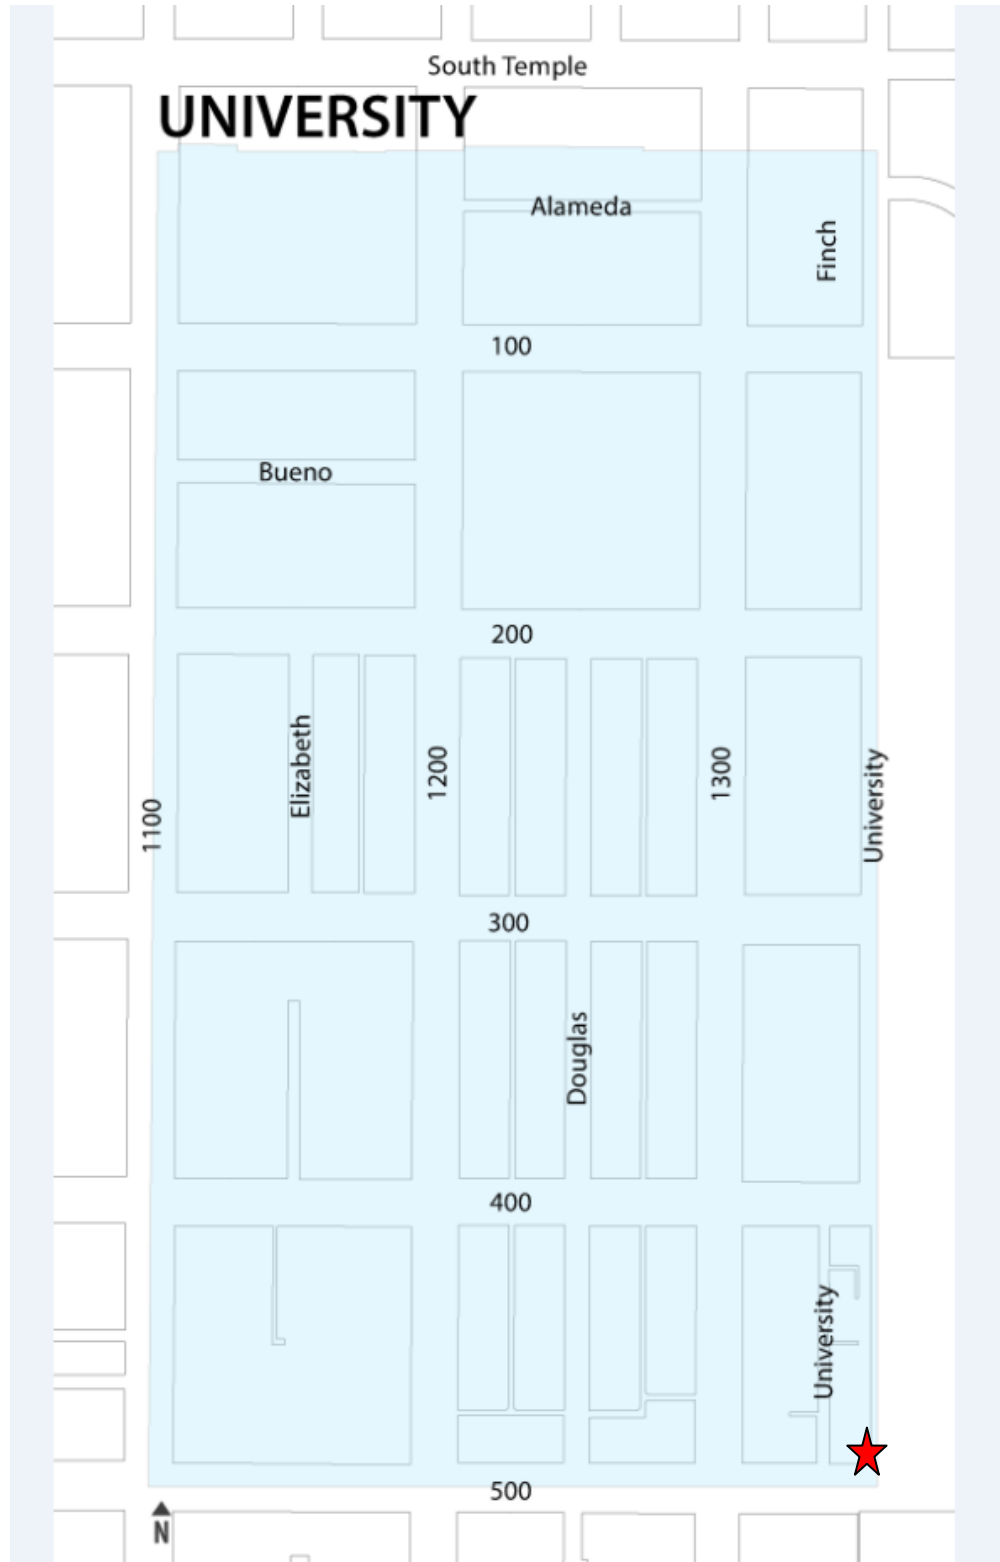 South Temple
UNIVERSITY
Alameda
Finch
100
Bueno
200
Elizabeth
1200
1300
University
1100
300
Douglas
400
University
500
N